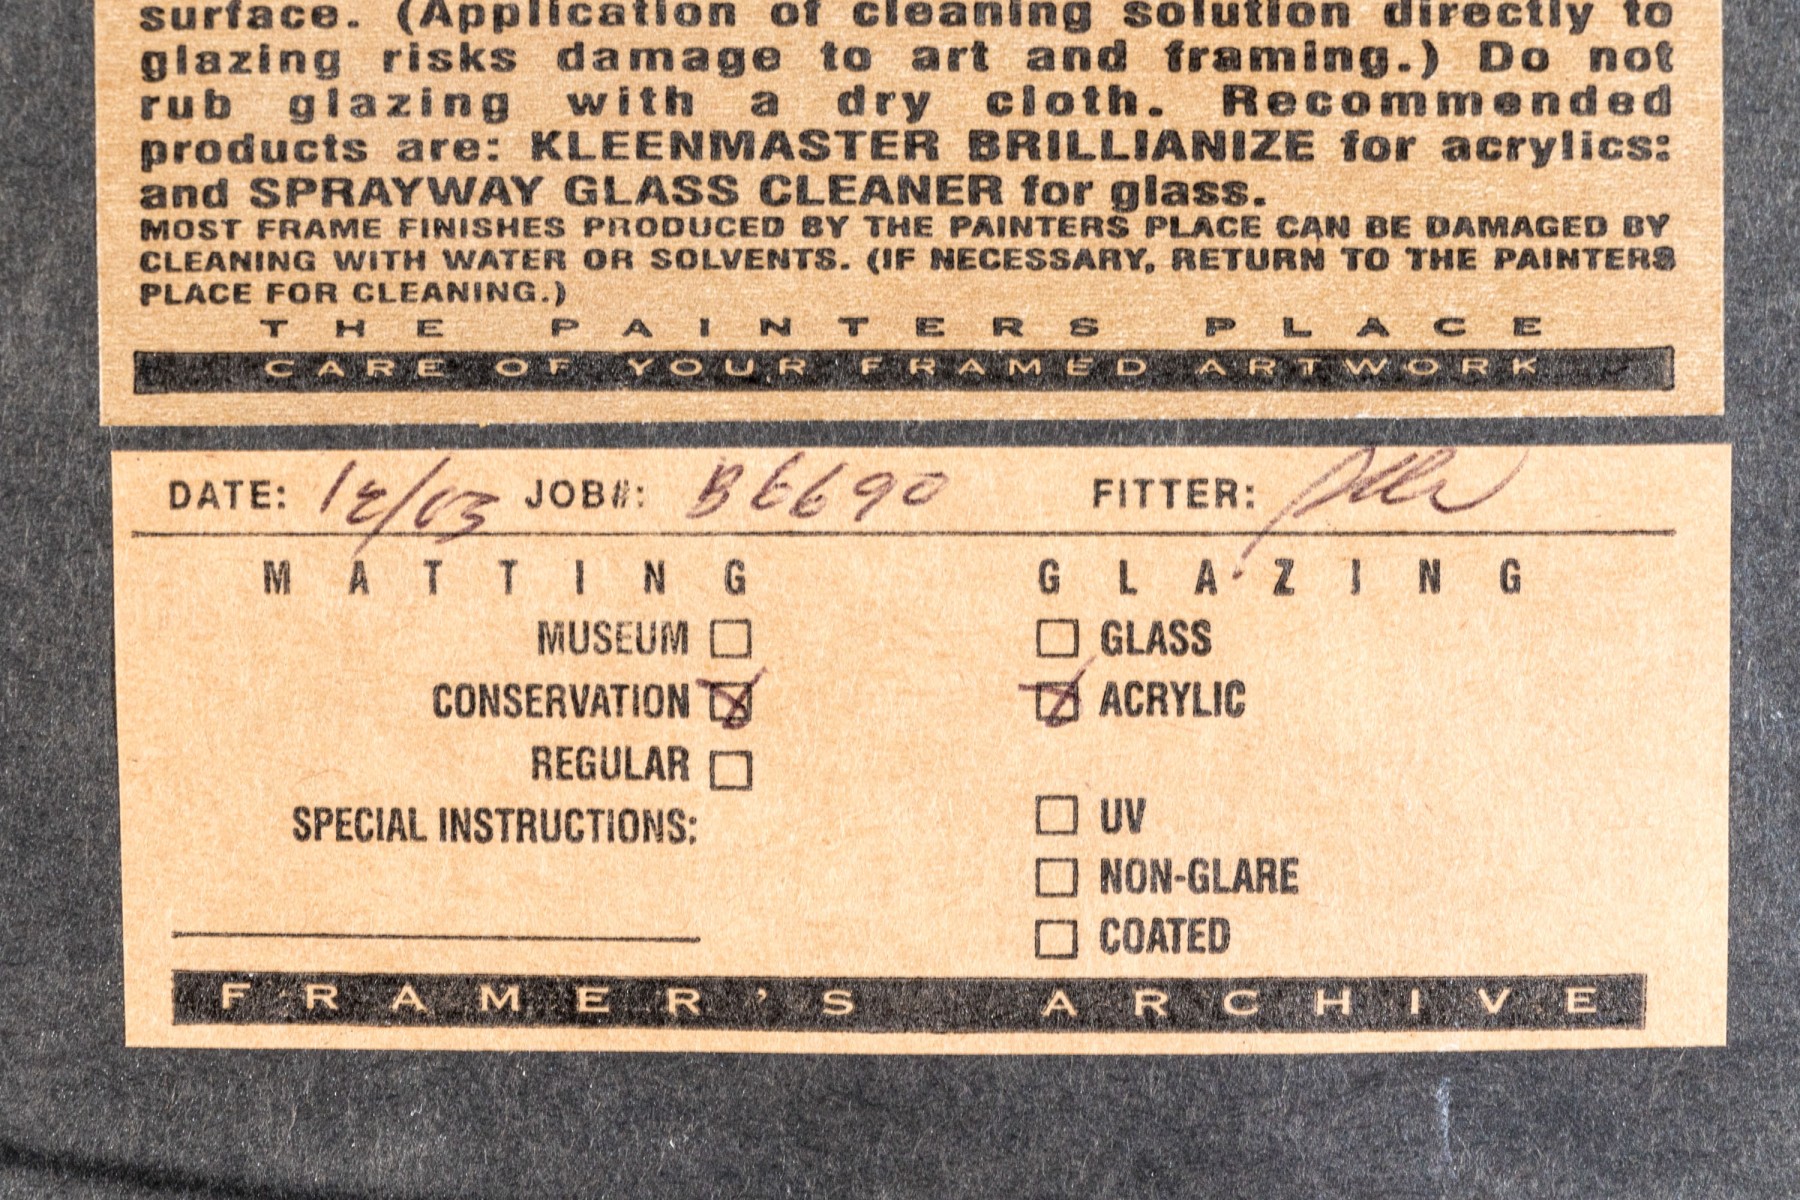 surface. (Application of cleaning solution directly to
glazing risks damage to art and framing.) Do not
rub glazing with a dry cloth. Recommended
products are: KLEENMASTER BRILLIANIZE for acrylics:
and SPRAYWAY GLASS CLEANER for glass.
MOST FRAME FINISHES PRODUCED BY THE PAINTERS PLACE CAN BE DAMAGED BY
CLEANING WITH WATER OR SOLVENTS. (IF NECESSARY, RETURN TO THE PAINTERS
PLACE FOR CLEANING.)
THE PAINTERS PLACE
CARE OF YOUR FRAMED ARTWORK
DATE: 12/03 JOB#: B6690 FITTER:
MATTING GLAZING
MUSEUM GLASS
CONSERVATION ACRYLIC
REGULAR
SPECIAL INSTRUCTIONS: UV
NON-GLARE
COATED
FRAMER'S ARCHIVE